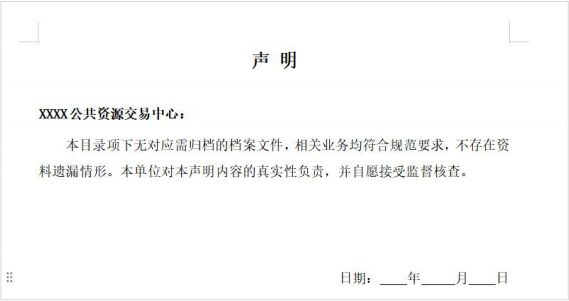 声 明
XXXX公共资源交易中心：
本目录项下无对应需归档的档案文件，相关业务均符合规范要求，不存在资
料遗漏情形。本单位对本声明内容的真实性负责，并自愿接受监督核查。
日期：____年_____月____日